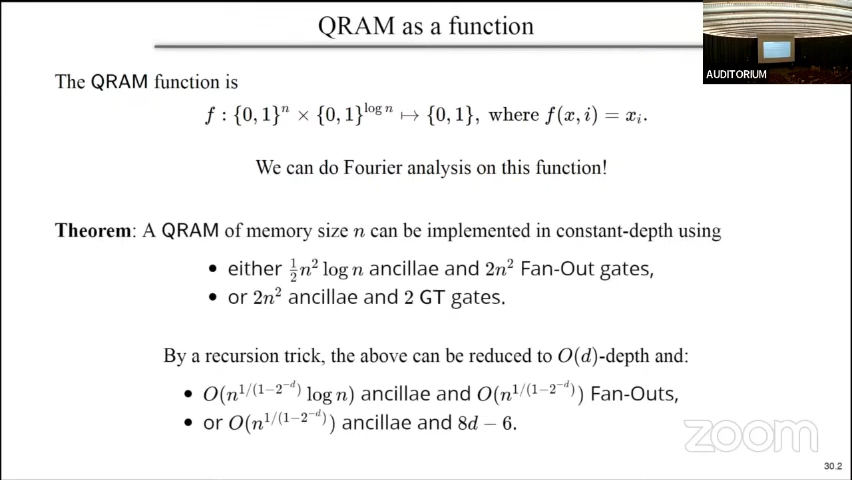 QRAM as a function
AUDITORIUM
The QRAM function is
f : {0, 1}^n × {0, 1}^{log n} ↦ {0, 1}, where f(x, i) = x_i.
We can do Fourier analysis on this function!
Theorem: A QRAM of memory size n can be implemented in constant-depth using
• either ½n² log n ancillae and 2n² Fan-Out gates,
• or 2n² ancillae and 2 GT gates.
By a recursion trick, the above can be reduced to O(d)-depth and:
• O(n^{1/(1−2^{−d})} log n) ancillae and O(n^{1/(1−2^{−d})}) Fan-Outs,
• or O(n^{1/(1−2^{−d})}) ancillae and 8d − 6.
zoom
30.2